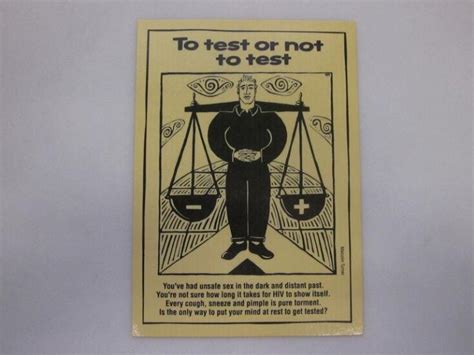 To test or not
to test
−
+
You've had unsafe sex in the dark and distant past.
You're not sure how long it takes for HIV to show itself.
Every cough, sneeze and pimple is pure torment.
Is the only way to put your mind at rest to get tested?